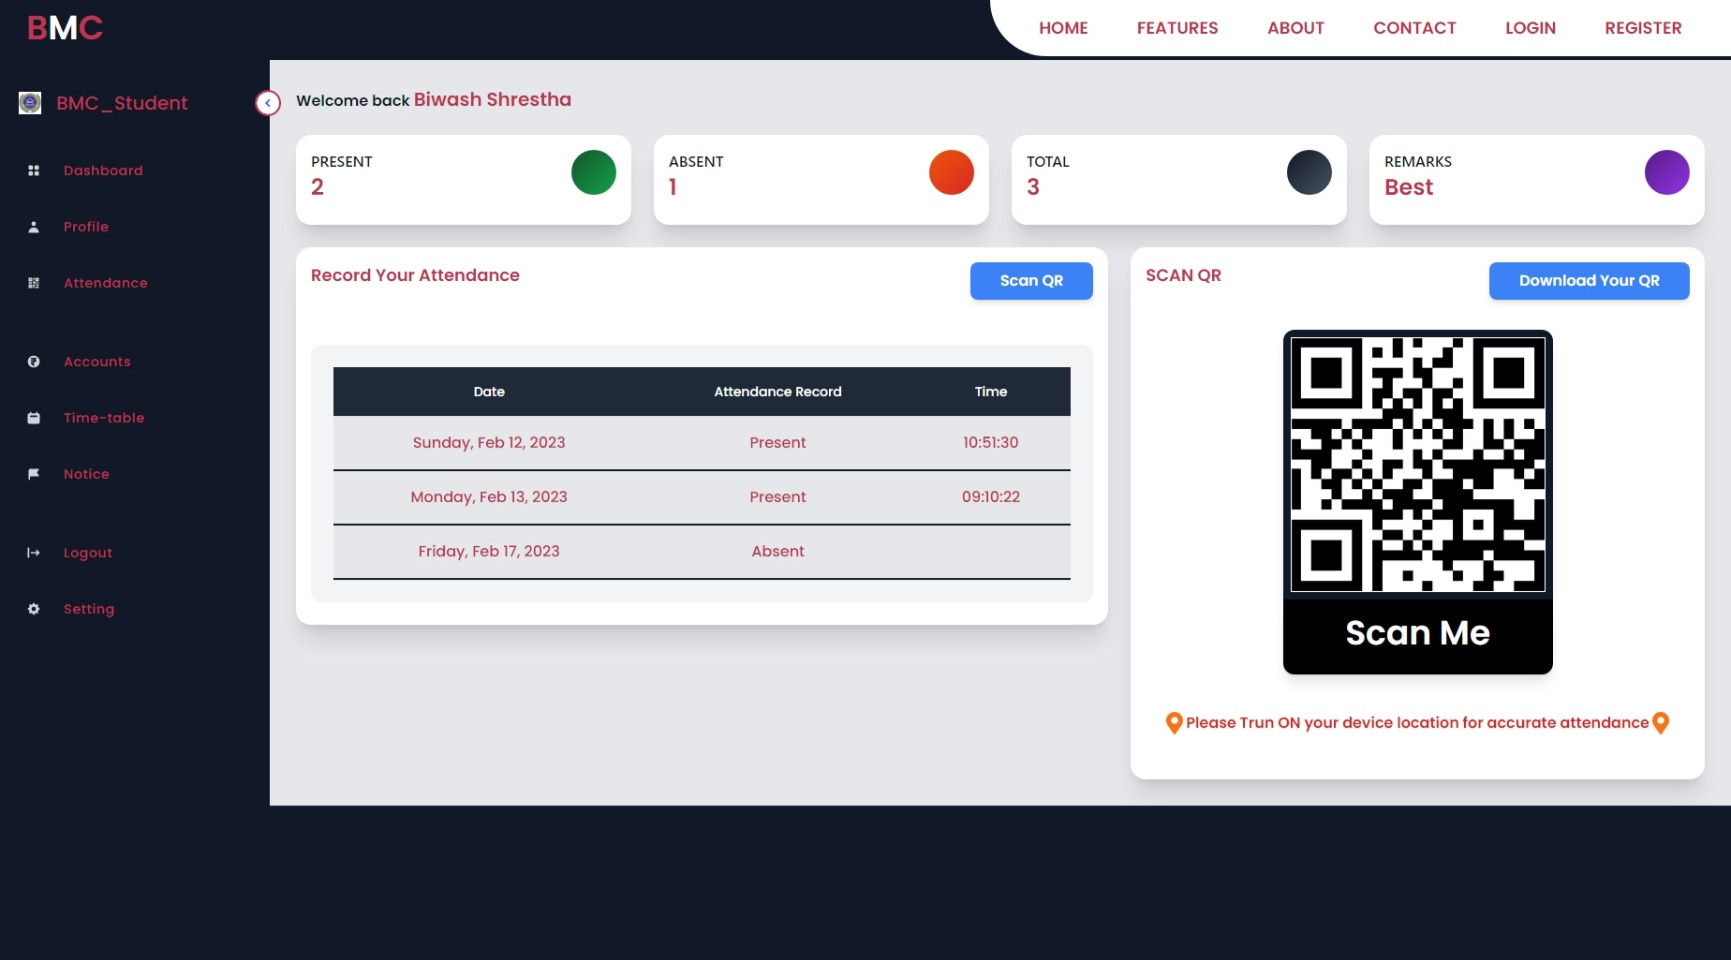 BMC
HOME FEATURES ABOUT CONTACT LOGIN REGISTER
BMC_Student
Dashboard
Profile
Attendance
Accounts
Time-table
Notice
Logout
Setting
Welcome back Biwash Shrestha
PRESENT
2
ABSENT
1
TOTAL
3
REMARKS
Best
Record Your Attendance
Scan QR
Date Attendance Record Time
Sunday, Feb 12, 2023 Present 10:51:30
Monday, Feb 13, 2023 Present 09:10:22
Friday, Feb 17, 2023 Absent
SCAN QR
Download Your QR
Scan Me
Please Trun ON your device location for accurate attendance